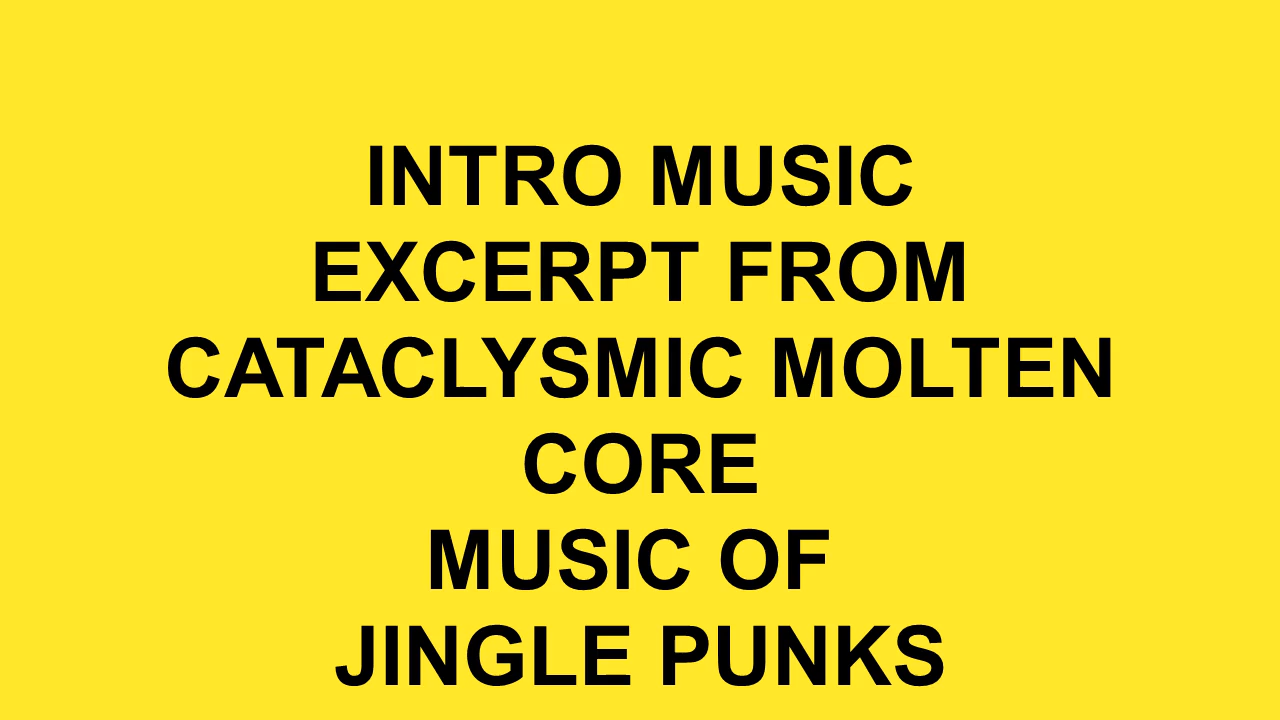 INTRO MUSIC
EXCERPT FROM
CATACLYSMIC MOLTEN
CORE
MUSIC OF
JINGLE PUNKS